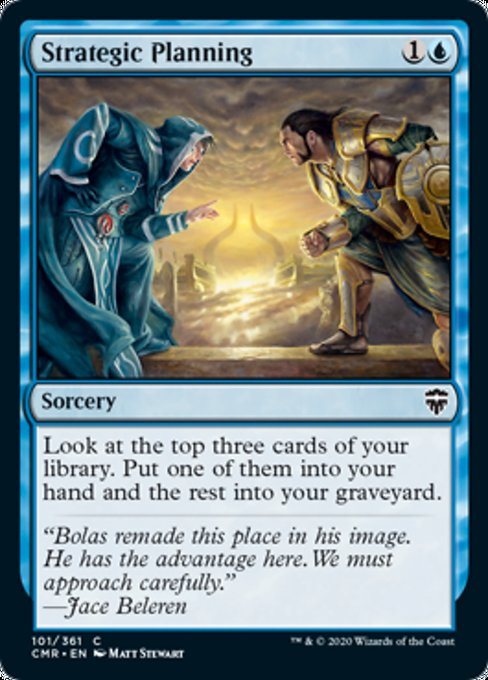 Strategic Planning 1
Sorcery
Look at the top three cards of your
library. Put one of them into your
hand and the rest into your graveyard.
“Bolas remade this place in his image.
He has the advantage here. We must
approach carefully.”
—Jace Beleren
101/361 C
CMR • EN Matt Stewart
™ & © 2020 Wizards of the Coast